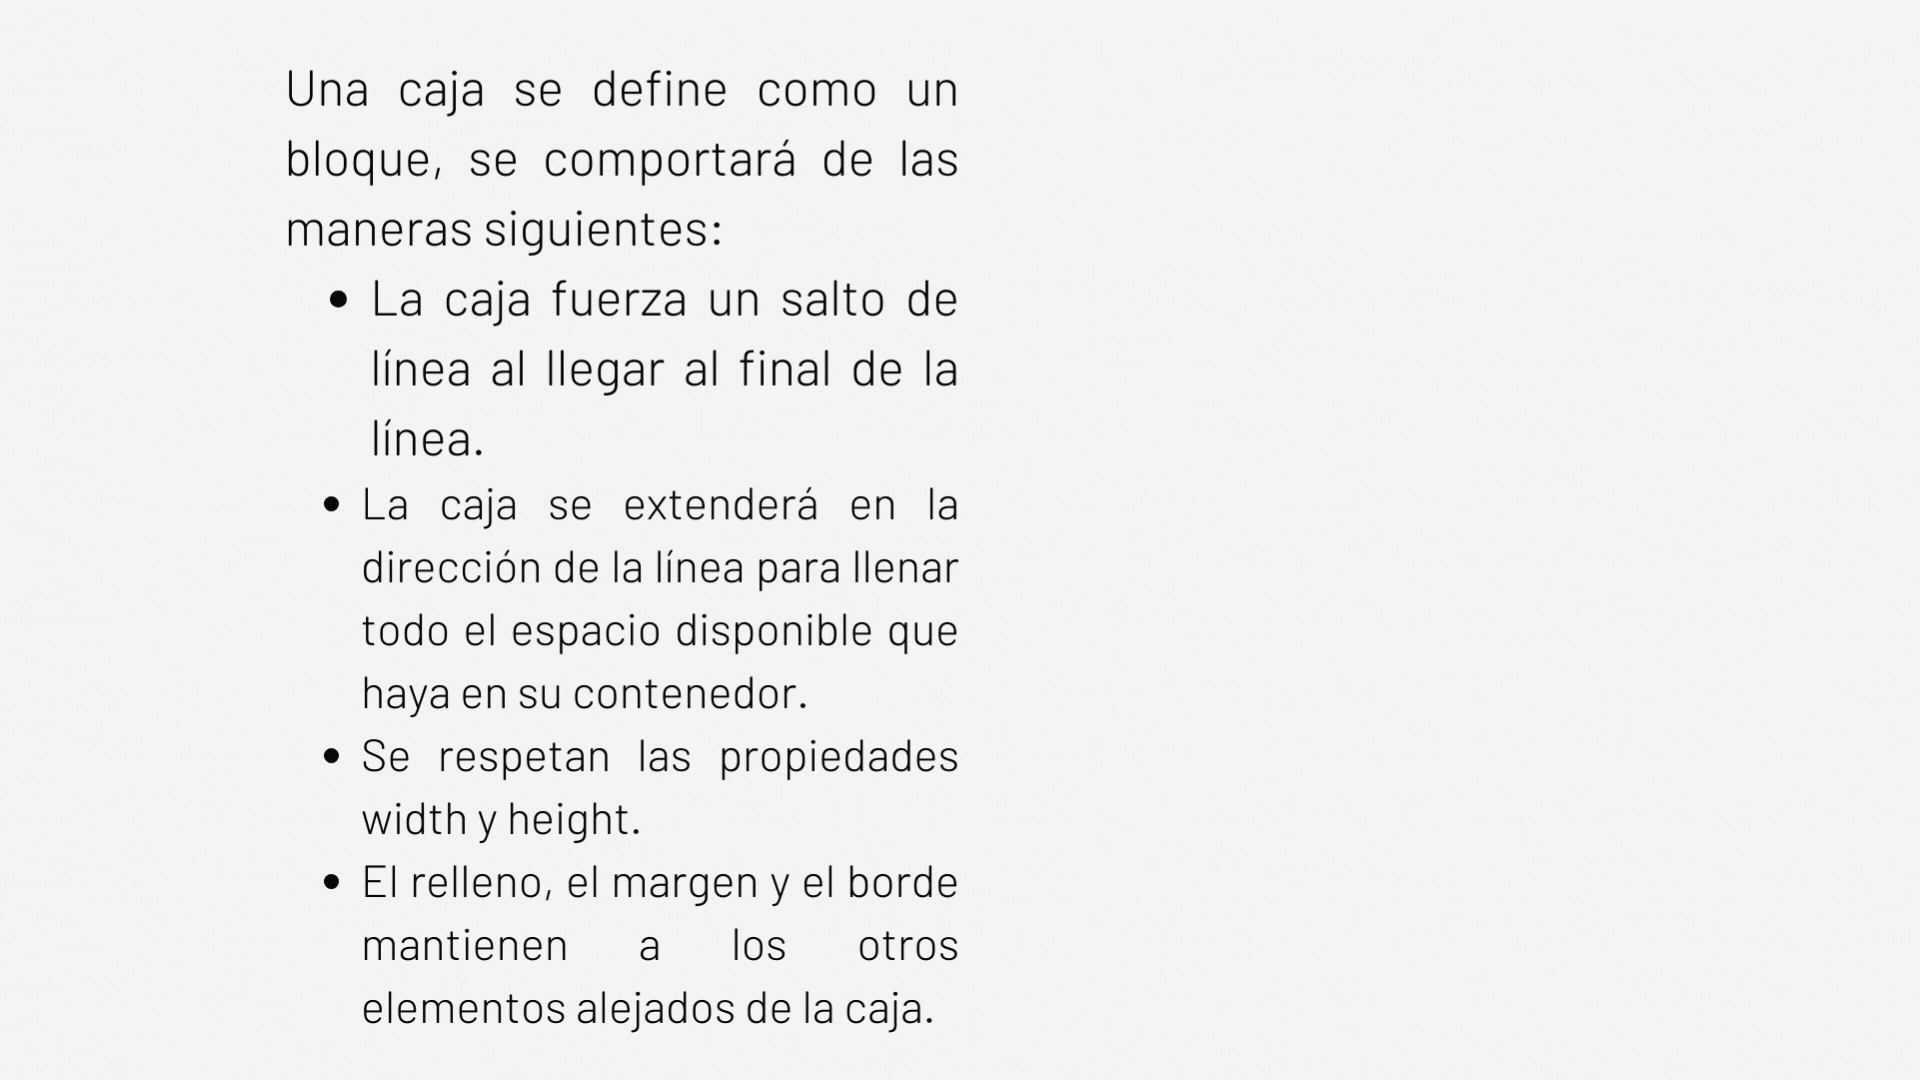 Una caja se define como un
bloque, se comportará de las
maneras siguientes:
• La caja fuerza un salto de
línea al llegar al final de la
línea.
• La caja se extenderá en la
dirección de la línea para llenar
todo el espacio disponible que
haya en su contenedor.
• Se respetan las propiedades
width y height.
• El relleno, el margen y el borde
mantienen a los otros
elementos alejados de la caja.